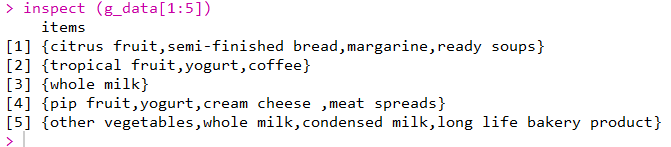 > inspect (g_data[1:5])
items
[1] {citrus fruit,semi-finished bread,margarine,ready soups}
[2] {tropical fruit,yogurt,coffee}
[3] {whole milk}
[4] {pip fruit,yogurt,cream cheese ,meat spreads}
[5] {other vegetables,whole milk,condensed milk,long life bakery product}
>